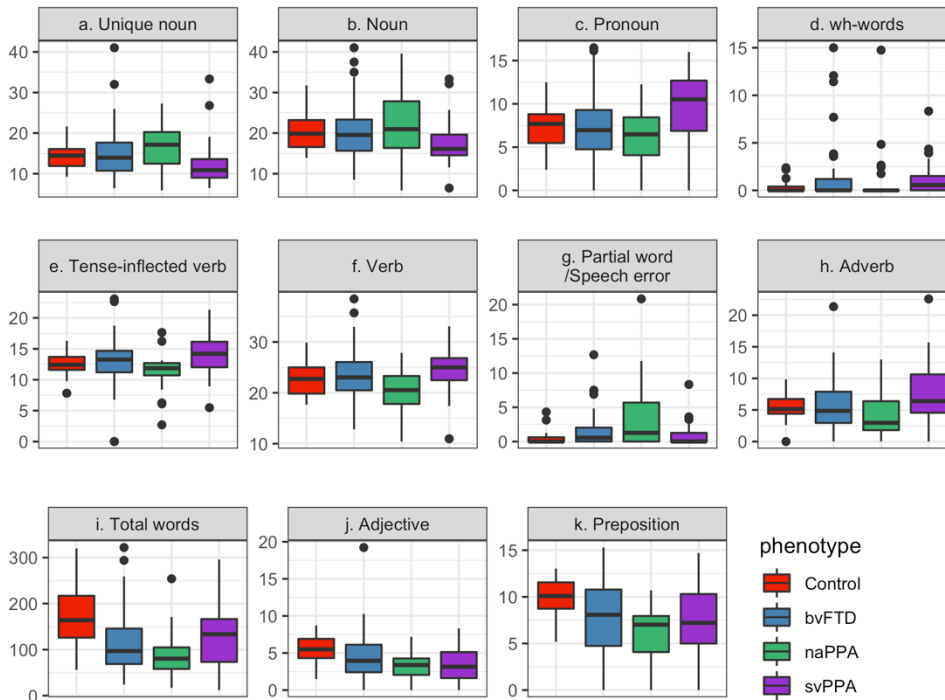 a. Unique noun
b. Noun
c. Pronoun
d. wh-words
40
30
20
10
40
30
20
10
15
10
5
0
15
10
5
0
e. Tense-inflected verb
f. Verb
g. Partial word
/Speech error
h. Adverb
20
15
10
5
0
30
20
10
20
15
10
5
0
20
15
10
5
0
i. Total words
j. Adjective
k. Preposition
300
200
100
0
20
15
10
5
0
15
10
5
0
phenotype
Control
bvFTD
naPPA
svPPA